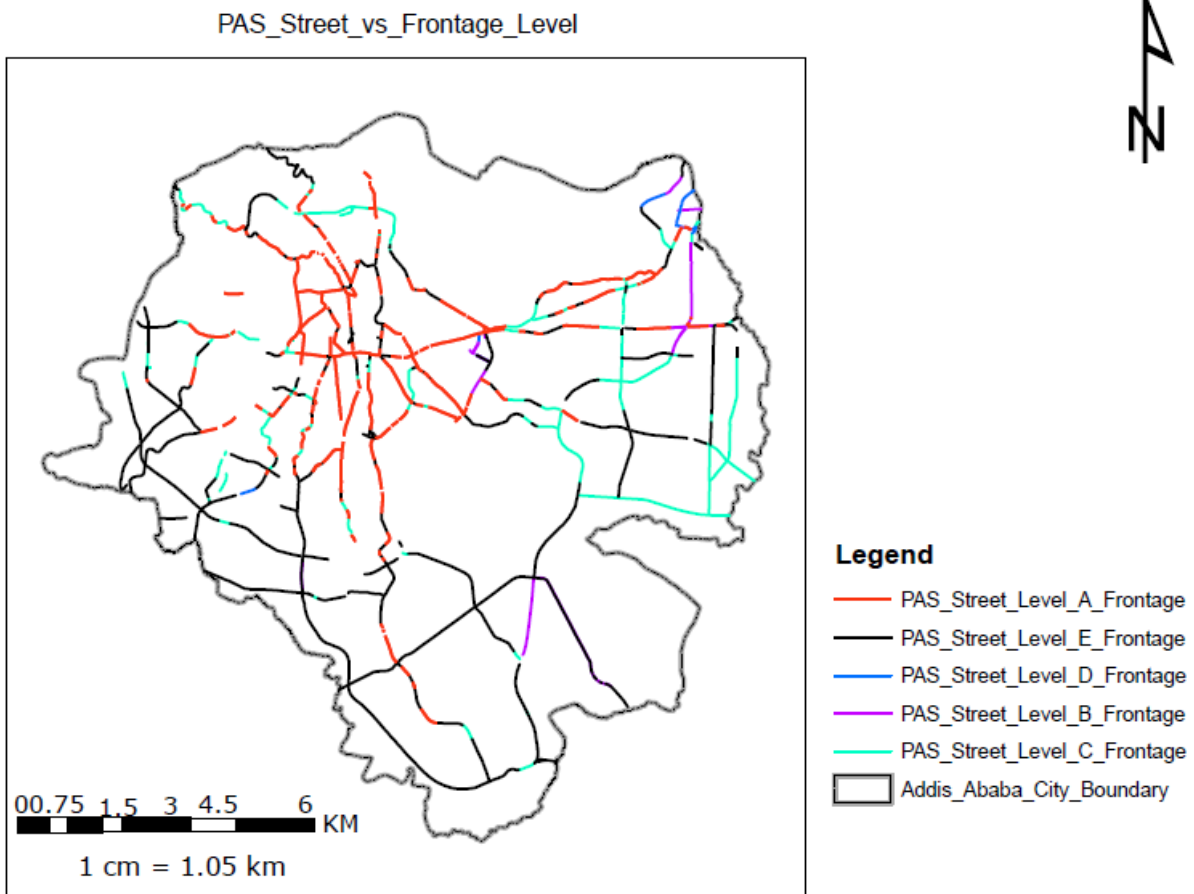 PAS_Street_vs_Frontage_Level
N
Legend
PAS_Street_Level_A_Frontage
PAS_Street_Level_E_Frontage
PAS_Street_Level_D_Frontage
PAS_Street_Level_B_Frontage
PAS_Street_Level_C_Frontage
Addis_Ababa_City_Boundary
00.75 1.5 3 4.5 6
KM
1 cm = 1.05 km